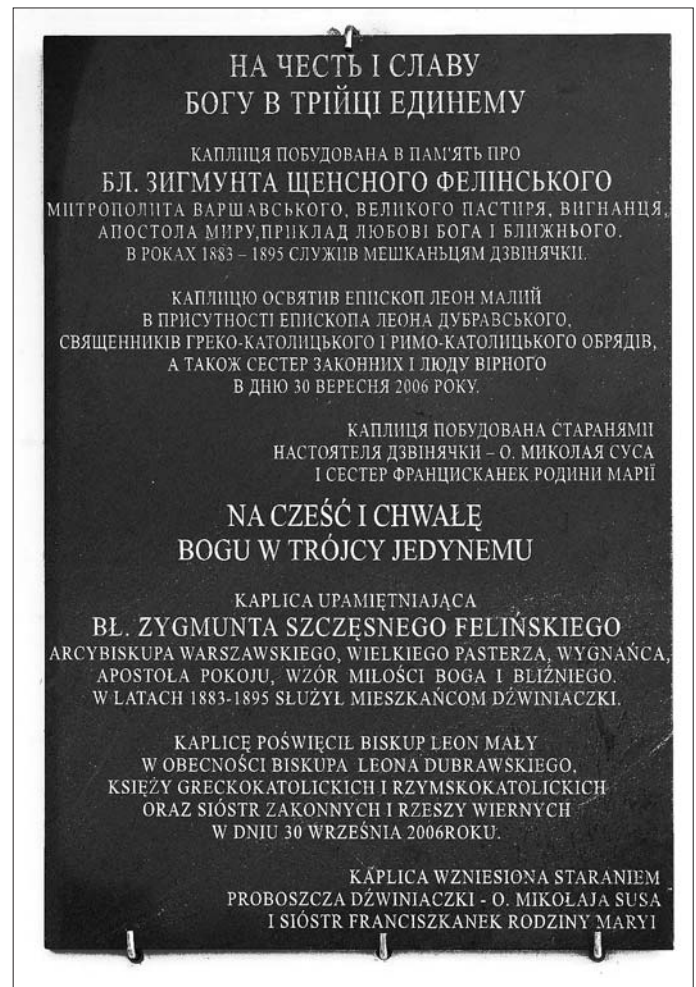 НА ЧЕСТЬ І СЛАВУ
БОГУ В ТРІЙЦІ ЕДИНЕМУ
КАПЛИЦЯ ПОБУДОВАНА В ПАМ'ЯТЬ ПРО
БЛ. ЗИГМУНТА ЩЕНСНОГО ФЕЛІНСЬКОГО
МИТРОПОЛИТА ВАРШАВСЬКОГО, ВЕЛИКОГО ПАСТИРЯ, ВИГНАНЦЯ,
АПОСТОЛА МИРУ,ПРИКЛАД ЛЮБОВІ БОГА І БЛИЖНЬОГО.
В РОКАХ 1883 – 1895 СЛУЖИВ МЕШКАНЬЦЯМ ДЗВІНЯЧКИ.
КАПЛИЦЮ ОСВЯТИВ ЕПИСКОП ЛЕОН МАЛИЙ
В ПРИСУТНОСТІ ЕПИСКОПА ЛЕОНА ДУБРАВСЬКОГО,
СВЯЩЕННИКІВ ГРЕКО-КАТОЛИЦЬКОГО І РИМО-КАТОЛИЦЬКОГО ОБРЯДІВ,
А ТАКОЖ СЕСТЕР ЗАКОННИХ І ЛЮДУ ВІРНОГО
В ДНЮ 30 ВЕРЕСНЯ 2006 РОКУ.
КАПЛИЦЯ ПОБУДОВАНА СТАРАНЯМИ
НАСТОЯТЕЛЯ ДЗВІНЯЧКИ – О. МИКОЛАЯ СУСА
І СЕСТЕР ФРАНЦИСКАНЕК РОДИНИ МАРІЇ
NA CZEŚĆ I CHWAŁĘ
BOGU W TRÓJCY JEDYNEMU
KAPLICA UPAMIĘTNIAJĄCA
BŁ. ZYGMUNTA SZCZĘSNEGO FELIŃSKIEGO
ARCYBISKUPA WARSZAWSKIEGO, WIELKIEGO PASTERZA, WYGNAŃCA,
APOSTOŁA POKOJU, WZÓR MIŁOŚCI BOGA I BLIŹNIEGO.
W LATACH 1883-1895 SŁUŻYŁ MIESZKAŃCOM DŹWINIACZKI.
KAPLICĘ POŚWIĘCIŁ BISKUP LEON MAŁY
W OBECNOŚCI BISKUPA LEONA DUBRAWSKIEGO,
KSIĘŻY GRECKOKATOLICKICH I RZYMSKOKATOLICKICH
ORAZ SIÓSTR ZAKONNYCH I RZESZY WIERNYCH
W DNIU 30 WRZEŚNIA 2006ROKU.
KAPLICA WZNIESIONA STARANIEM
PROBOSZCZA DŹWINIACZKI - O. MIKOŁAJA SUSA
I SIÓSTR FRANCISZKANEK RODZINY MARYI